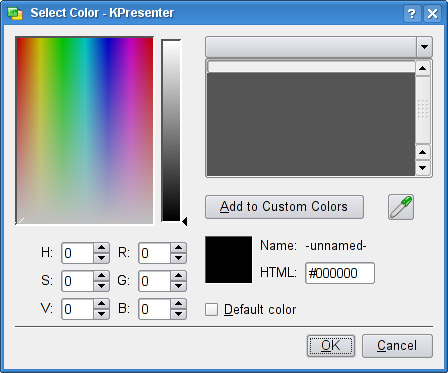 Select Color - KPresenter
Add to Custom Colors
H: 0 R: 0 Name: -unnamed-
S: 0 G: 0 HTML: #000000
V: 0 B: 0 Default color
OK Cancel